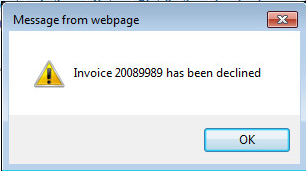 Message from webpage
Invoice 20089989 has been declined
OK